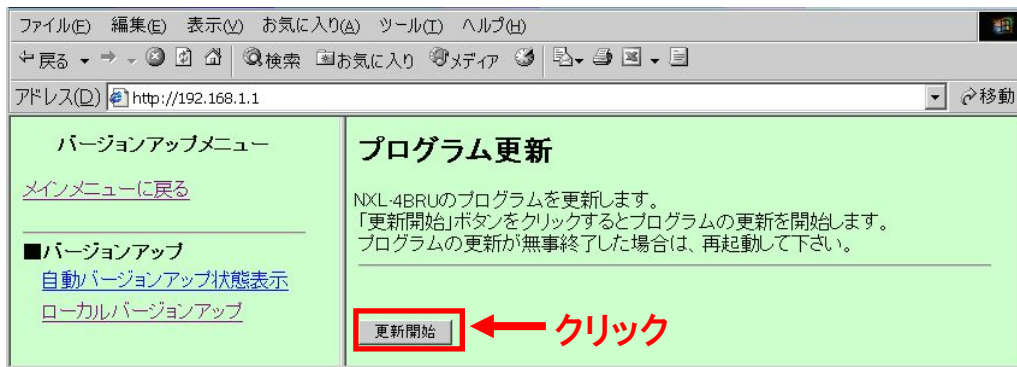 ファイル(F) 編集(E) 表示(V) お気に入り(A) ツール(T) ヘルプ(H)
戻る 検索 お気に入り メディア
アドレス(D) http://192.168.1.1 移動
バージョンアップメニュー
メインメニューに戻る
■バージョンアップ
自動バージョンアップ状態表示
ローカルバージョンアップ
プログラム更新
NXL-4BRUのプログラムを更新します。
「更新開始」ボタンをクリックするとプログラムの更新を開始します。
プログラムの更新が無事終了した場合は、再起動して下さい。
更新開始 クリック